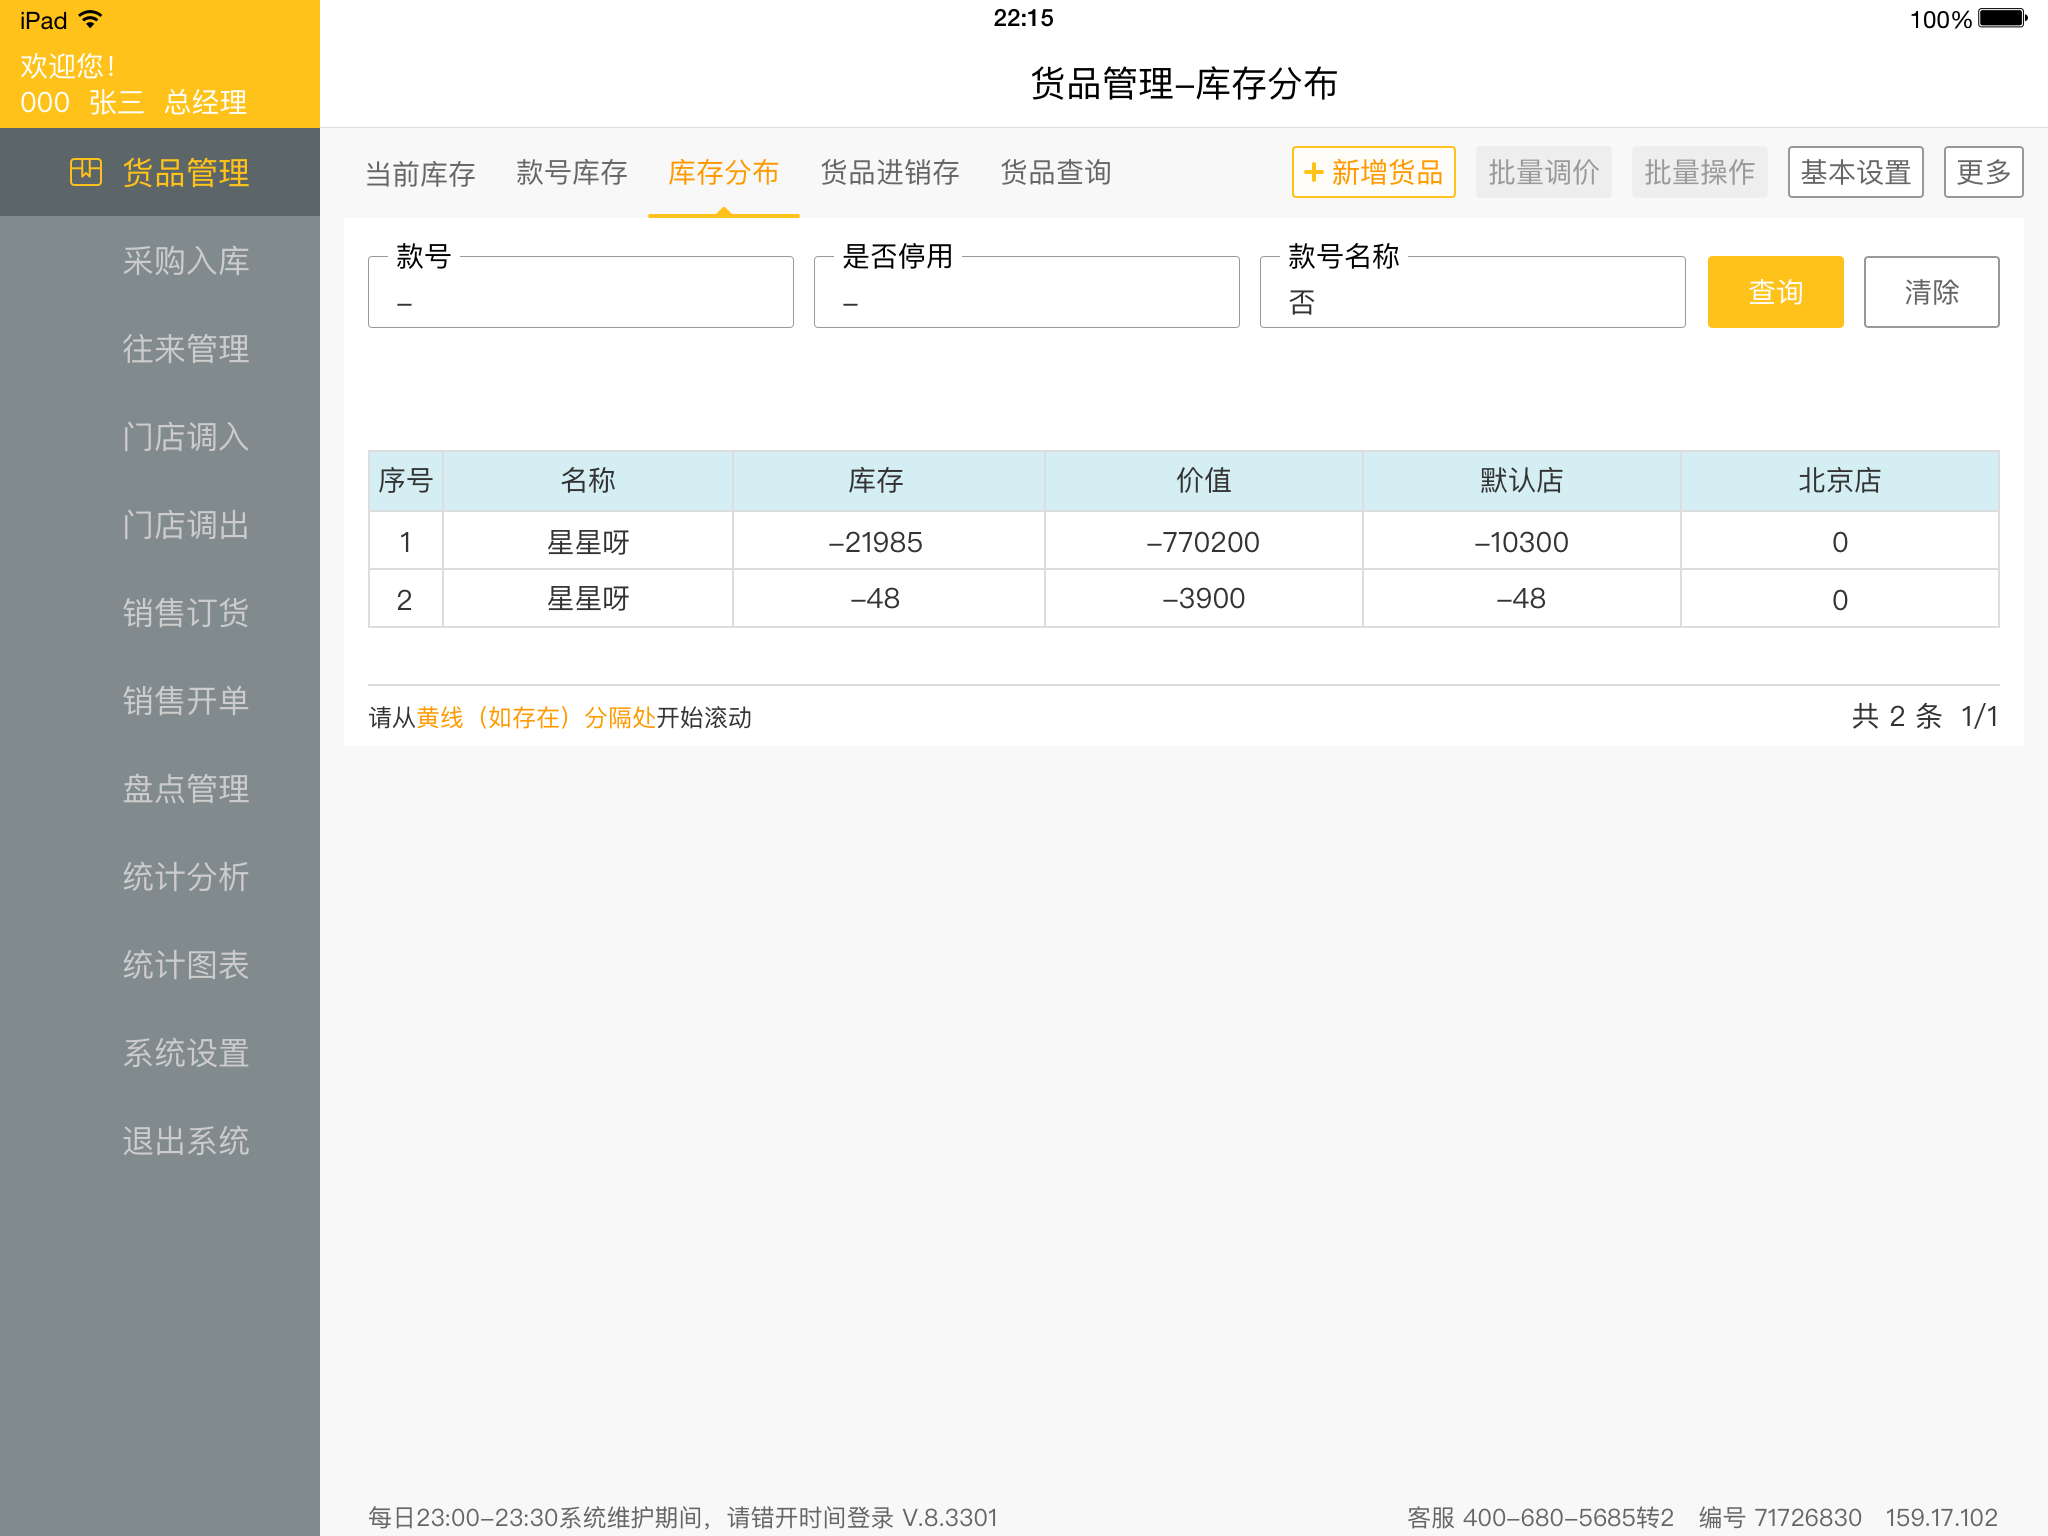 iPad 22:15 100%
欢迎您！
000 张三 总经理
货品管理-库存分布
货品管理
采购入库
往来管理
门店调入
门店调出
销售订货
销售开单
盘点管理
统计分析
统计图表
系统设置
退出系统
当前库存 款号库存 库存分布 货品进销存 货品查询 +新增货品 批量调价 批量操作 基本设置 更多
款号 是否停用 款号名称
- - 否 查询 清除
序号 名称 库存 价值 默认店 北京店
1 星星呀 -21985 -770200 -10300 0
2 星星呀 -48 -3900 -48 0
请从黄线（如存在）分隔处开始滚动 共 2 条 1/1
每日23:00-23:30系统维护期间，请错开时间登录 V.8.3301 客服 400-680-5685转2 编号 71726830 159.17.102